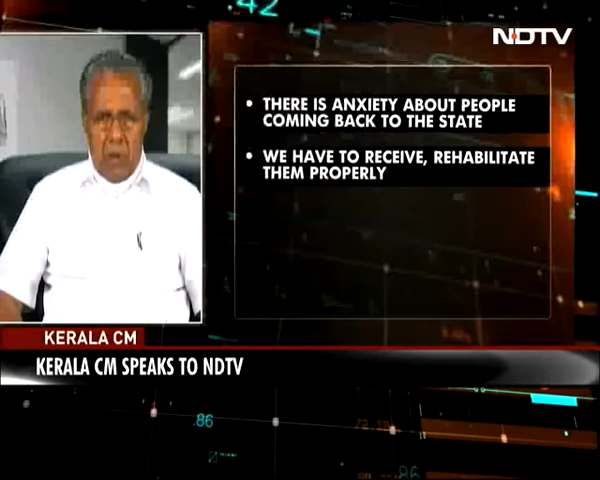 42
NDTV
• THERE IS ANXIETY ABOUT PEOPLE
COMING BACK TO THE STATE
• WE HAVE TO RECEIVE, REHABILITATE
THEM PROPERLY
KERALA CM
KERALA CM SPEAKS TO NDTV
.86
86